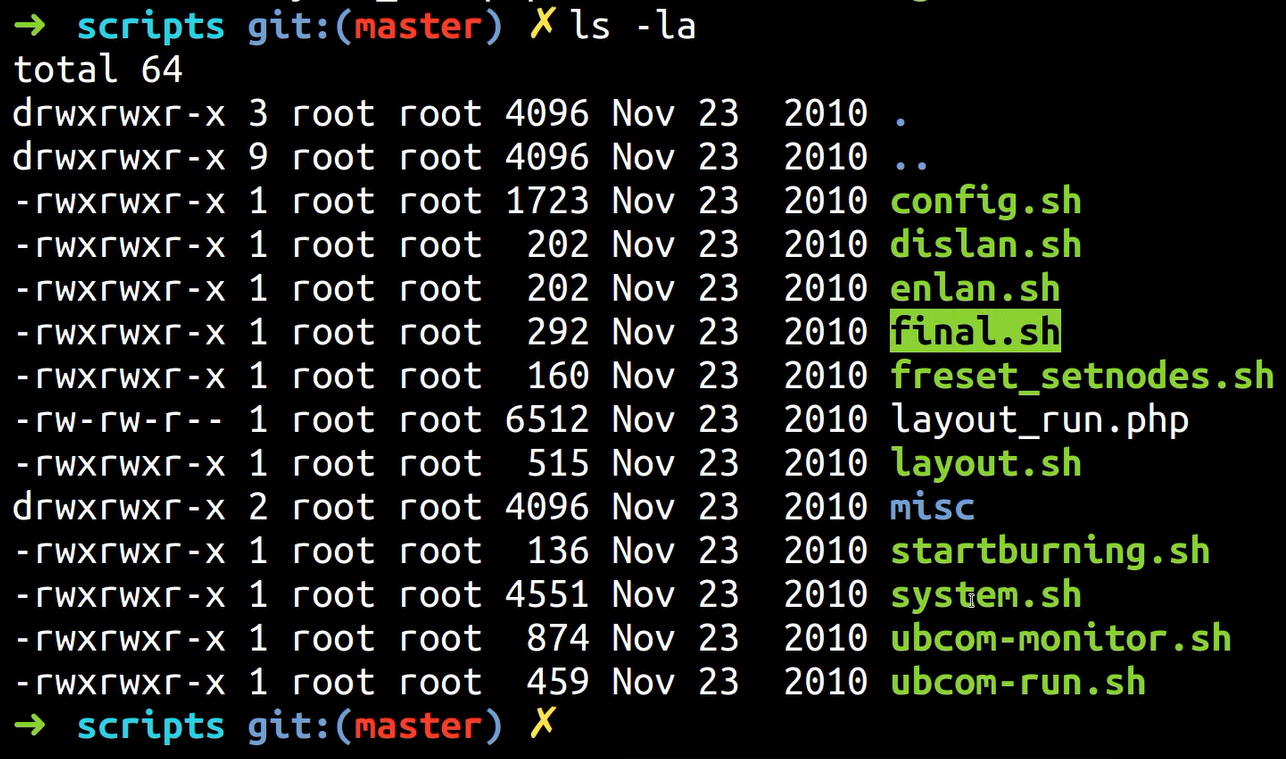 ➜ scripts git:(master) ✗ ls -la
total 64
drwxrwxr-x 3 root root 4096 Nov 23  2010 .
drwxrwxr-x 9 root root 4096 Nov 23  2010 ..
-rwxrwxr-x 1 root root 1723 Nov 23  2010 config.sh
-rwxrwxr-x 1 root root  202 Nov 23  2010 dislan.sh
-rwxrwxr-x 1 root root  202 Nov 23  2010 enlan.sh
-rwxrwxr-x 1 root root  292 Nov 23  2010 final.sh
-rwxrwxr-x 1 root root  160 Nov 23  2010 freset_setnodes.sh
-rw-rw-r-- 1 root root 6512 Nov 23  2010 layout_run.php
-rwxrwxr-x 1 root root  515 Nov 23  2010 layout.sh
drwxrwxr-x 2 root root 4096 Nov 23  2010 misc
-rwxrwxr-x 1 root root  136 Nov 23  2010 startburning.sh
-rwxrwxr-x 1 root root 4551 Nov 23  2010 system.sh
-rwxrwxr-x 1 root root  874 Nov 23  2010 ubcom-monitor.sh
-rwxrwxr-x 1 root root  459 Nov 23  2010 ubcom-run.sh
➜ scripts git:(master) ✗